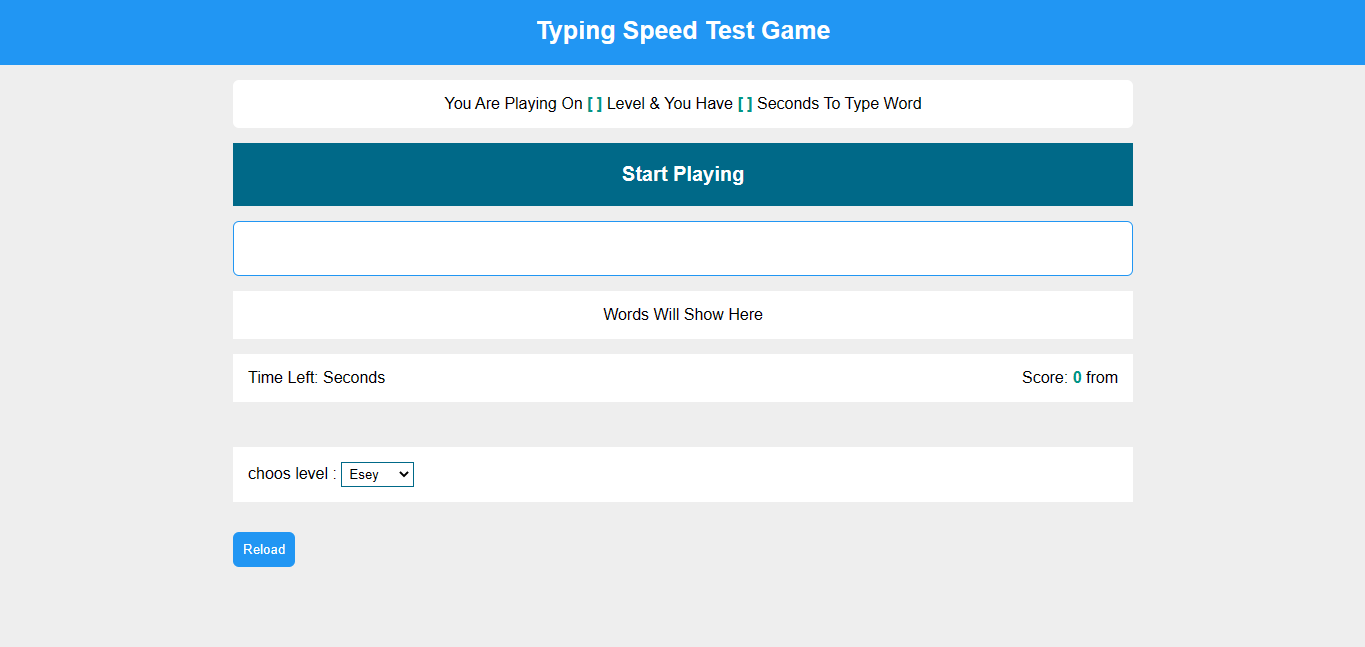 Typing Speed Test Game
You Are Playing On [ ] Level & You Have [ ] Seconds To Type Word
Start Playing
Words Will Show Here
Time Left: Seconds
Score: 0 from
choos level : Esey
Reload